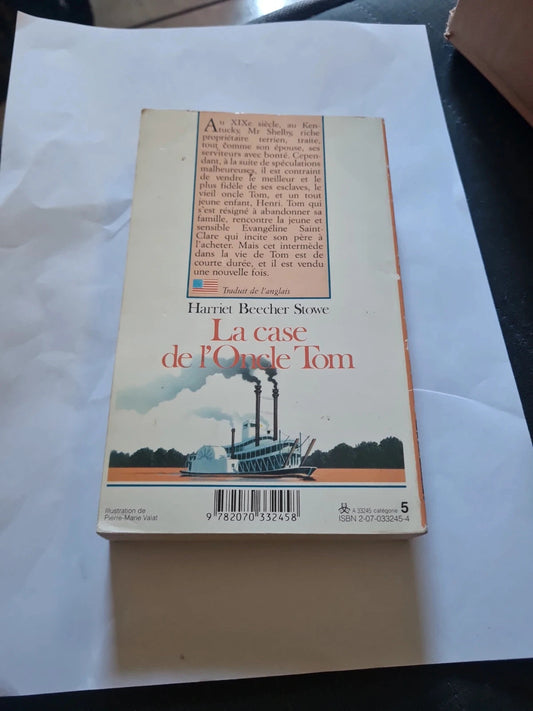 Au XIXe siècle, au Ken-
tucky, Mr Shelby, riche
propriétaire terrien, traite,
tout comme son épouse, ses
serviteurs avec bonté. Cepen-
dant, à la suite de spéculations
malheureuses, il est contraint
de vendre le meilleur et le
plus fidèle de ses esclaves, le
vieil oncle Tom, et un tout
jeune enfant, Henri. Tom qui
s'est résigné à abandonner sa
famille, rencontre la jeune et
sensible Evangéline Saint-
Clare qui incite son père à
l'acheter. Mais cet intermède
dans la vie de Tom est de
courte durée, et il est vendu
une nouvelle fois.
Traduit de l'anglais
Harriet Beecher Stowe
La case
de l'Oncle Tom
Illustration de
Pierre-Marie Valat
9 782070 332458
A 33245 catégorie 5
ISBN 2-07-033245-4